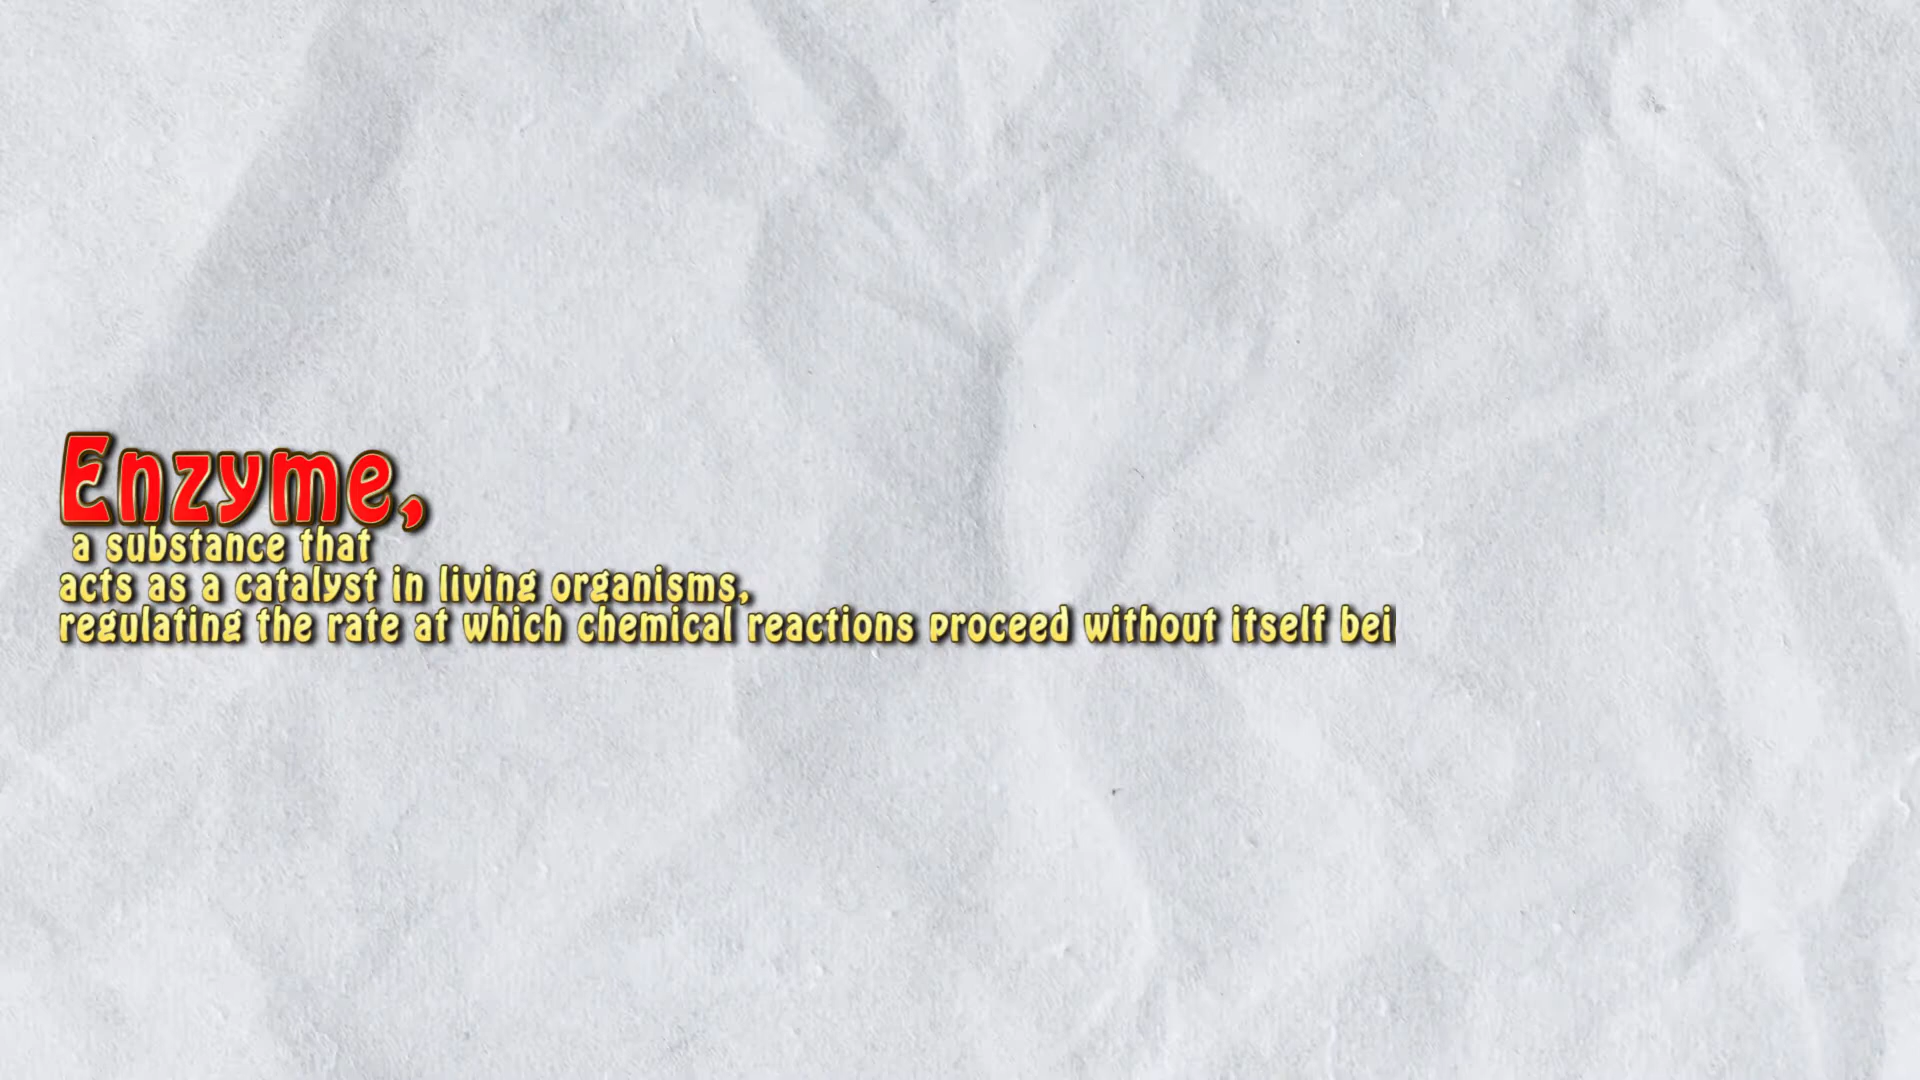 Enzyme,
a substance that
acts as a catalyst in living organisms,
regulating the rate at which chemical reactions proceed without itself bei